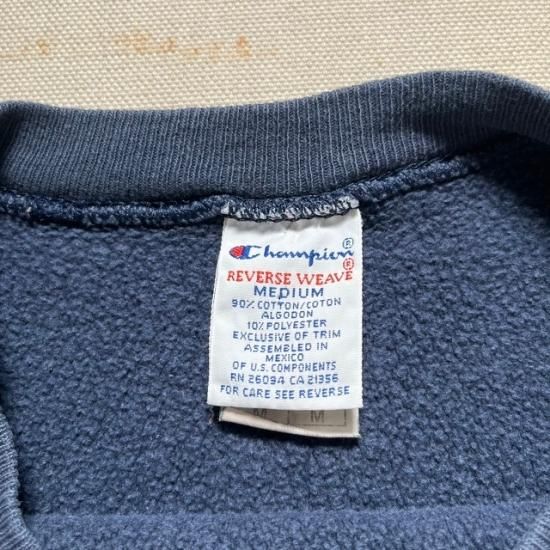 Champion®
REVERSE WEAVE®
MEDIUM
90% COTTON/COTON
ALGODON
10% POLYESTER
EXCLUSIVE OF TRIM
ASSEMBLED IN
MEXICO
OF U.S. COMPONENTS
RN 26094 CA 21356
FOR CARE SEE REVERSE
M